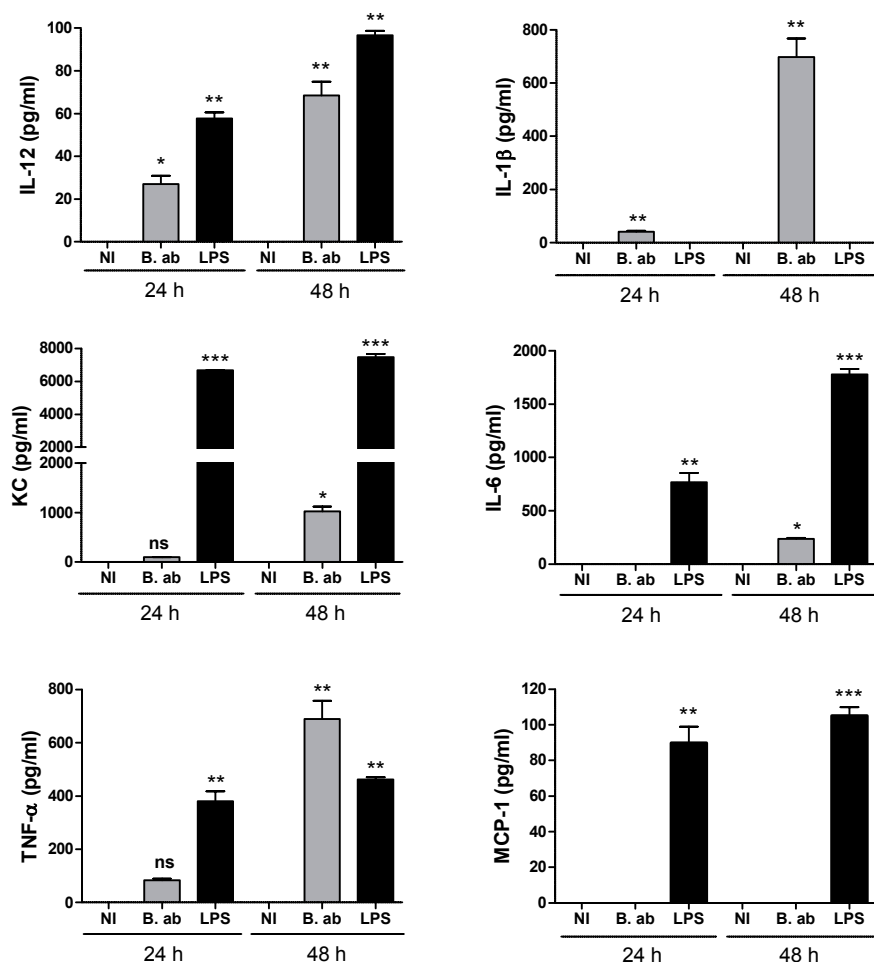 IL-12 (pg/ml)
100
80
60
40
20
0
*
**
**
**
NI B. ab LPS NI B. ab LPS
24 h 48 h
IL-1β (pg/ml)
800
600
400
200
0
**
**
NI B. ab LPS NI B. ab LPS
24 h 48 h
KC (pg/ml)
8000
6000
4000
2000
2000
1000
0
ns
***
*
***
NI B. ab LPS NI B. ab LPS
24 h 48 h
IL-6 (pg/ml)
2000
1500
1000
500
0
**
*
***
NI B. ab LPS NI B. ab LPS
24 h 48 h
TNF-α (pg/ml)
800
600
400
200
0
ns
**
**
**
NI B. ab LPS NI B. ab LPS
24 h 48 h
MCP-1 (pg/ml)
120
100
80
60
40
20
0
**
***
NI B. ab LPS NI B. ab LPS
24 h 48 h